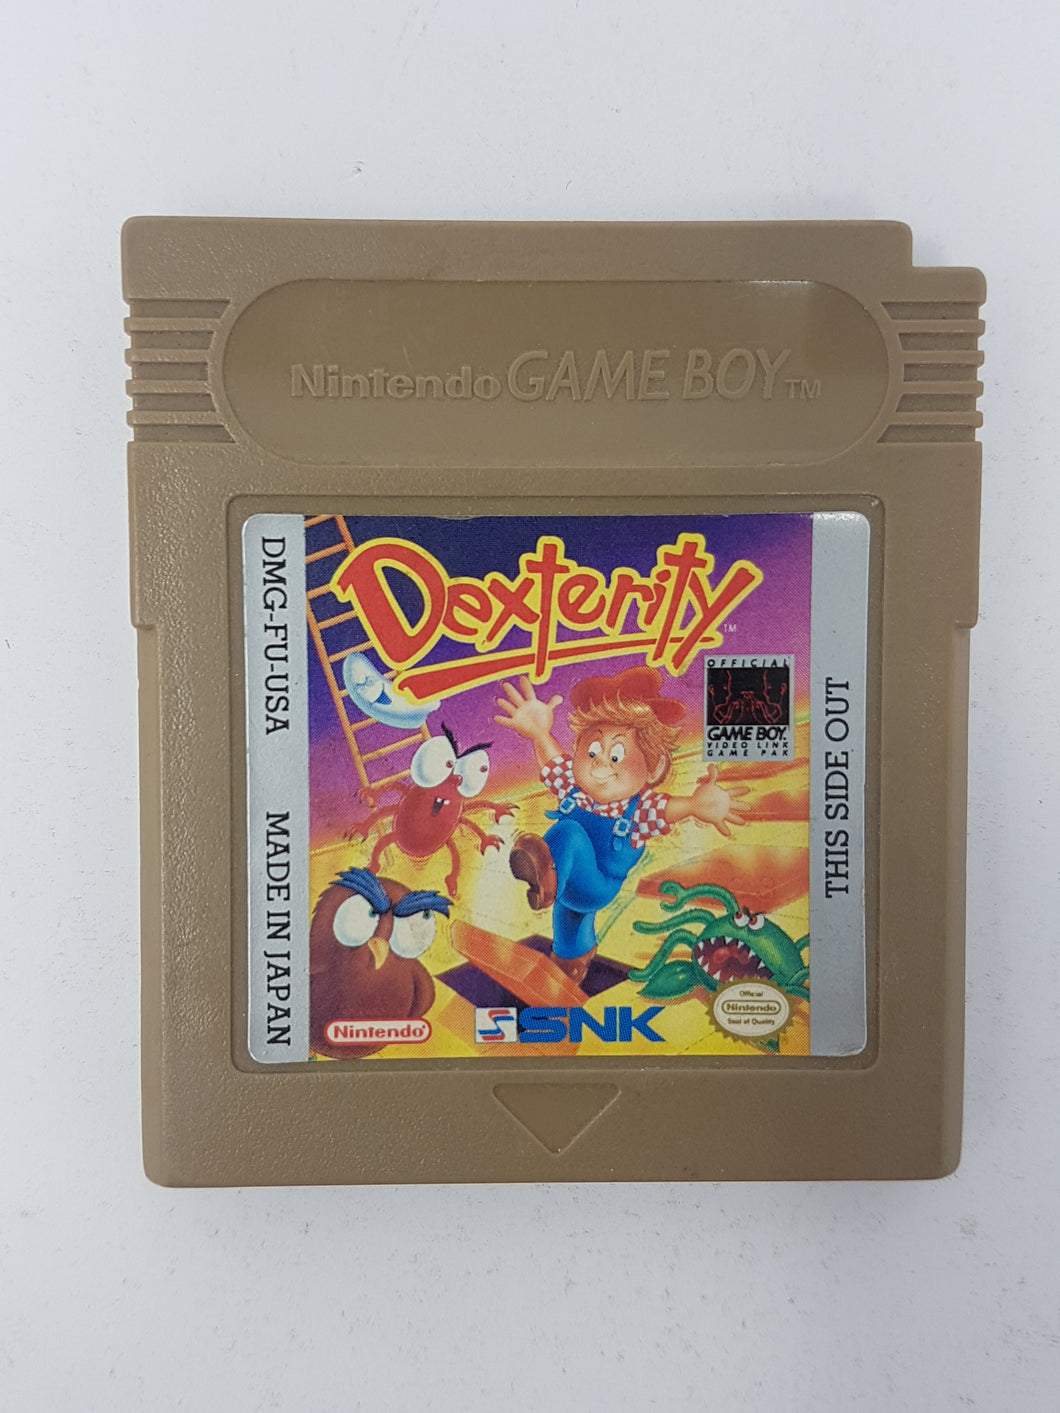 Nintendo GAME BOY TM
DMG-FU-USA MADE IN JAPAN
Dexterity TM
OFFICIAL
GAME BOY
VIDEO LINK
GAME PAK
THIS SIDE OUT
Nintendo
SNK
Official
Nintendo
Seal of Quality